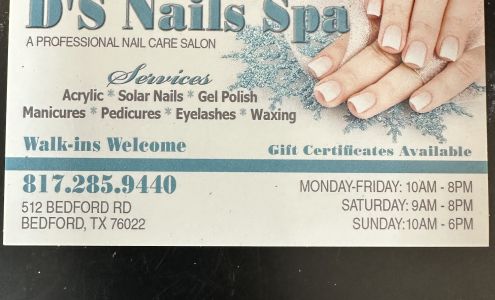 D'S Nails Spa
A PROFESSIONAL NAIL CARE SALON
Services
Acrylic * Solar Nails * Gel Polish
Manicures * Pedicures * Eyelashes * Waxing
Walk-ins Welcome
Gift Certificates Available
817.285.9440
512 BEDFORD RD
BEDFORD, TX 76022
MONDAY-FRIDAY: 10AM - 8PM
SATURDAY: 9AM - 8PM
SUNDAY:10AM - 6PM